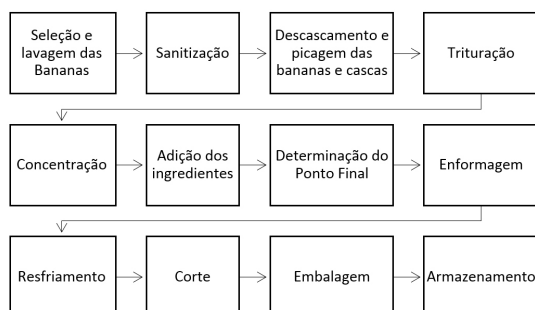 Seleção e
lavagem das
Bananas
Sanitização
Descascamento e
picagem das
bananas e cascas
Trituração
Concentração
Adição dos
ingredientes
Determinação do
Ponto Final
Enformagem
Resfriamento
Corte
Embalagem
Armazenamento